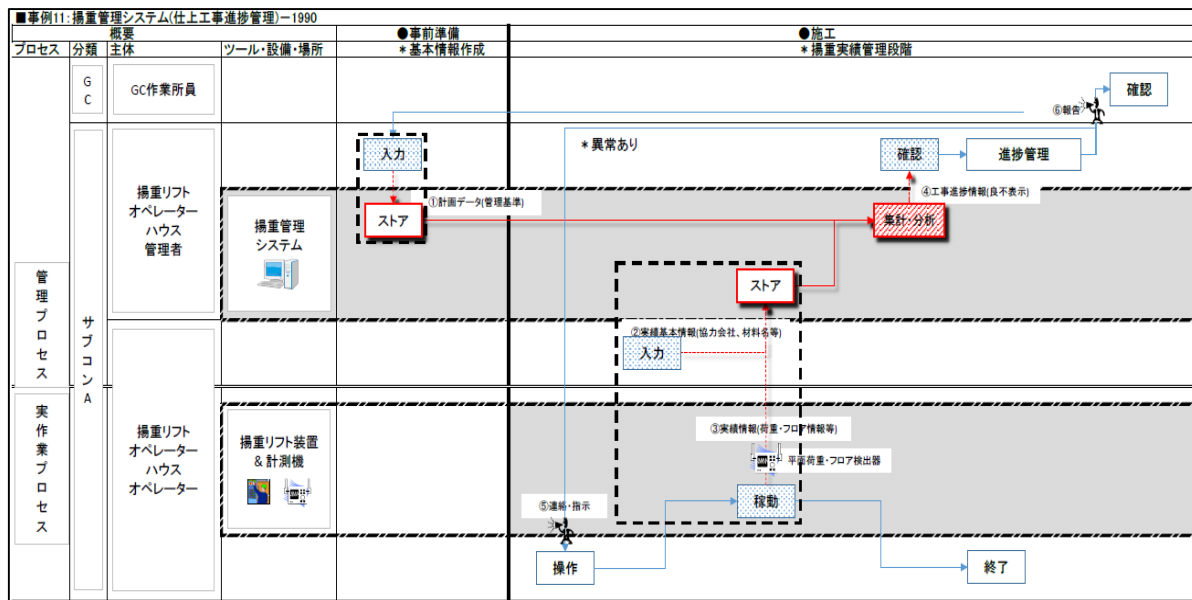 ■事例11:揚重管理システム(仕上工事進捗管理)－1990
概要
●事前準備
●施工
プロセス
分類
主体
ツール・設備・場所
＊基本情報作成
＊揚重実績管理段階
GC
GC作業所員
確認
⑥報告
入力
＊異常あり
確認
進捗管理
揚重リフト
オペレーター
ハウス
管理者
①計画データ(管理基準)
④工事進捗情報(良不表示)
ストア
集計・分析
揚重管理
システム
ストア
管理プロセス
サブコンA
②実績基本情報(協力会社、材料名等)
入力
実作業プロセス
揚重リフト
オペレーター
ハウス
オペレーター
揚重リフト装置
&計測機
③実績情報(荷重・フロア情報等)
平面荷重・フロア検出器
稼動
⑤連絡・指示
操作
終了